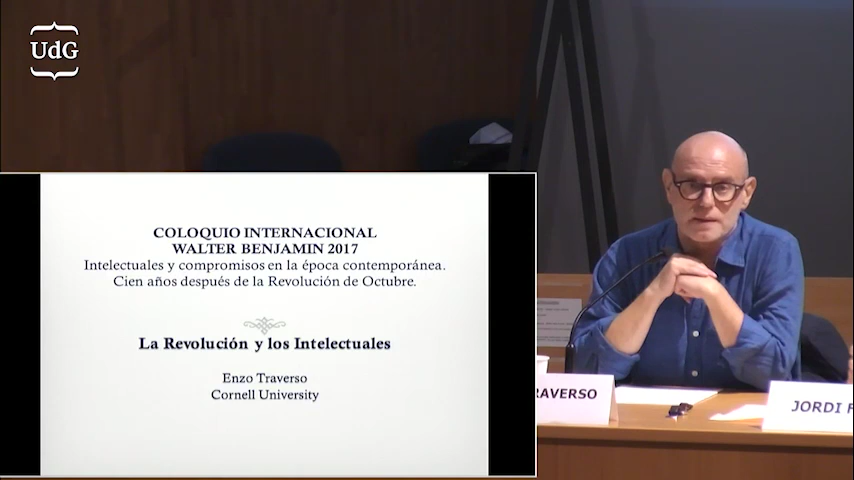 UdG
COLOQUIO INTERNACIONAL
WALTER BENJAMIN 2017
Intelectuales y compromisos en la época contemporánea.
Cien años después de la Revolución de Octubre.
La Revolución y los Intelectuales
Enzo Traverso
Cornell University
RAVERSO
JORDI F